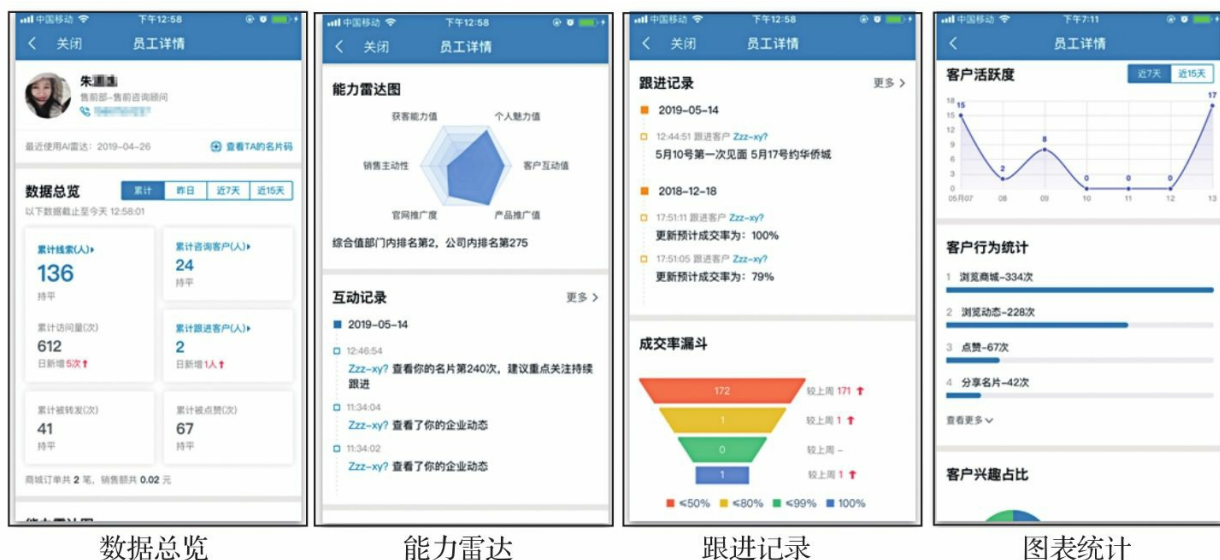 中国移动 下午12:58
关闭 员工详情
朱
售前部-售前咨询顾问
最近使用AI雷达：2019-04-26 查看TA的名片码
数据总览 累计 昨日 近7天 近15天
以下数据截止至今天 12:58:01
累计线索(人)
136
持平
累计咨询客户(人)
24
持平
累计访问量(次)
612
日新增5次
累计跟进客户(人)
2
日新增1人
累计被转发(次)
41
持平
累计被点赞(次)
67
持平
商城订单共 2 笔，销售额共 0.02 元
数据总览
中国移动 下午12:58
关闭 员工详情
能力雷达图
获客能力值 个人魅力值
销售主动性 客户互动值
官网推广度 产品推广值
综合值部门内排名第2，公司内排名第275
互动记录 更多
2019-05-14
12:46:54
Zzz-xy? 查看你的名片第240次，建议重点关注持续
跟进
11:34:04
Zzz-xy? 查看了你的企业动态
11:34:02
Zzz-xy? 查看了你的企业动态
能力雷达
中国移动 下午12:58
关闭 员工详情
跟进记录 更多
2019-05-14
12:44:51 跟进客户 Zzz-xy?
5月10号第一次见面 5月17号约华侨城
2018-12-18
17:51:11 跟进客户 Zzz-xy?
更新预计成交率为：100%
17:51:05 跟进客户 Zzz-xy?
更新预计成交率为：79%
成交率漏斗
172 较上周 171
1 较上周 1
0 较上周 –
1 较上周 1
≤50% ≤80% ≤99% 100%
跟进记录
中国移动 下午7:11
员工详情
客户活跃度 近7天 近15天
18
15
12
9
6
3
0
15 2 8 0 0 0 17
05月07 08 09 10 11 12 13
客户行为统计
1 浏览商城-334次
2 浏览动态-228次
3 点赞-67次
4 分享名片-42次
查看更多
客户兴趣占比
图表统计